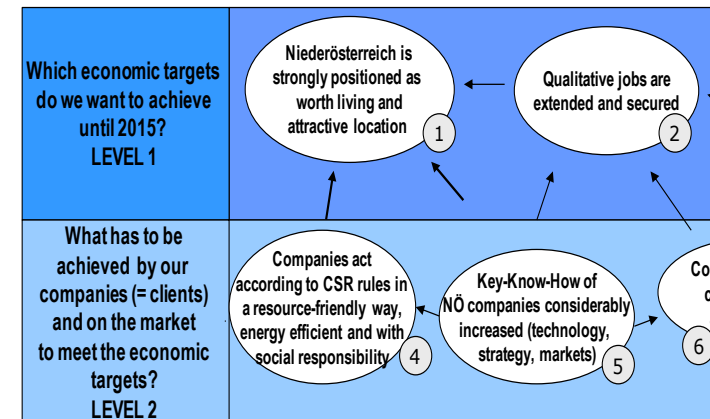 Which economic targets
do we want to achieve
until 2015?
LEVEL 1
Niederösterreich is
strongly positioned as
worth living and
attractive location
1
Qualitative jobs are
extended and secured
2
What has to be
achieved by our
companies (= clients)
and on the market
to meet the economic
targets?
LEVEL 2
Companies act
according to CSR rules in
a resource-friendly way,
energy efficient and with
social responsibility
4
Key-Know-How of
NÖ companies considerably
increased (technology,
strategy, markets)
5
6